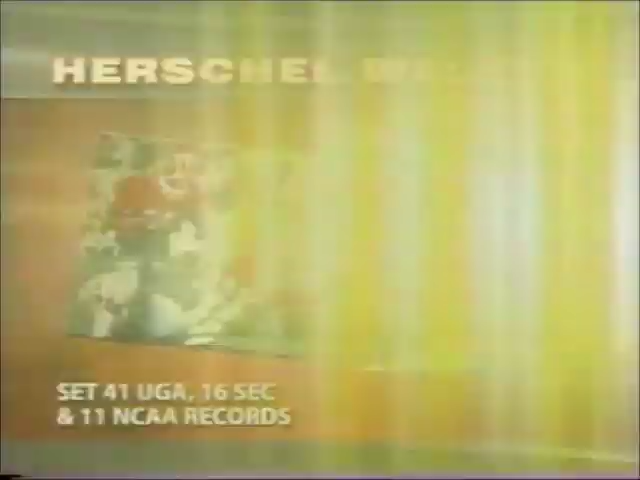 HERSCHEL
SET 41 UGA, 16 SEC
& 11 NCAA RECORDS